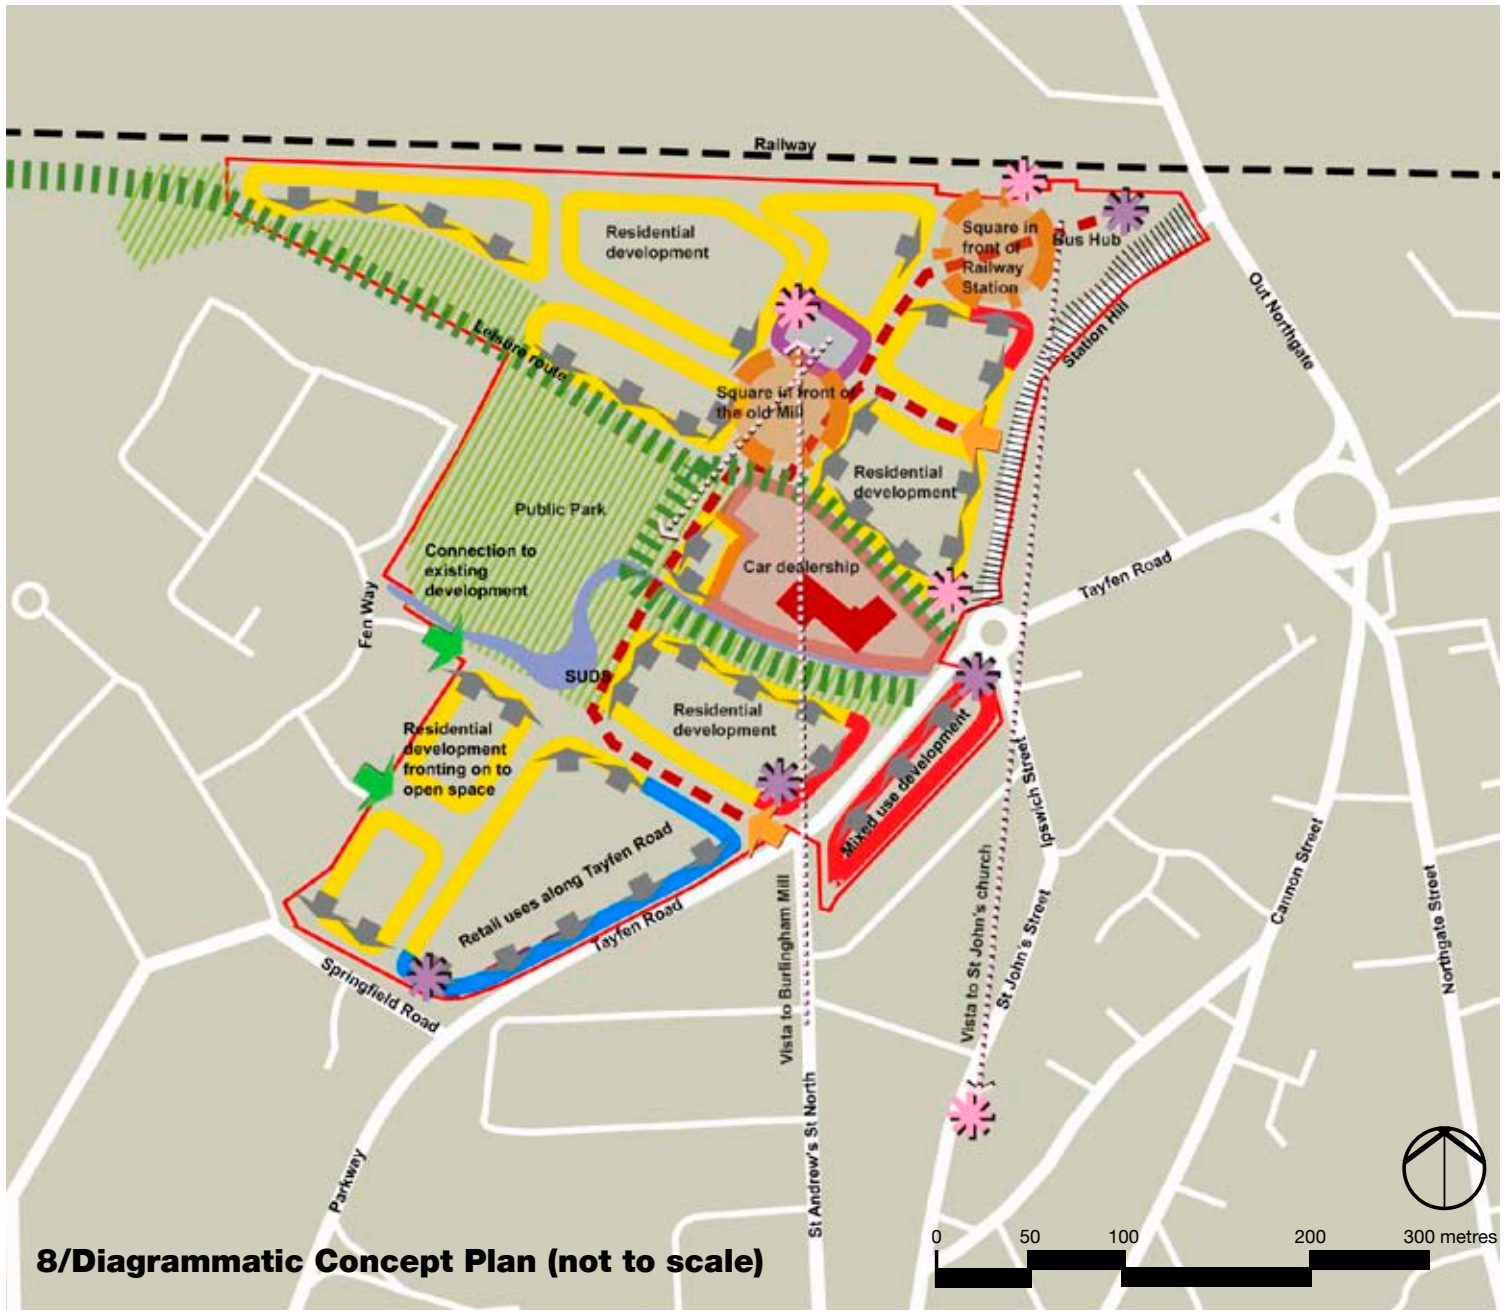 Railway
Residential
development
Square in
front of
Railway
Station
Bus Hub
Out Northgate
Station Hill
Leisure route
Square in front of
the old Mill
Residential
development
Public Park
Connection to
existing
development
Car dealership
Tayfen Road
Fen Way
SUDS
Residential
development
Residential
development
fronting on to
open space
Mixed use development
Ipswich Street
Retail uses along Tayfen Road
Tayfen Road
Vista to Burlingham Mill
Vista to St John's church
St John's Street
Cannon Street
Northgate Street
Springfield Road
Parkway
St Andrew's St North
0 50 100 200 300 metres
8/Diagrammatic Concept Plan (not to scale)